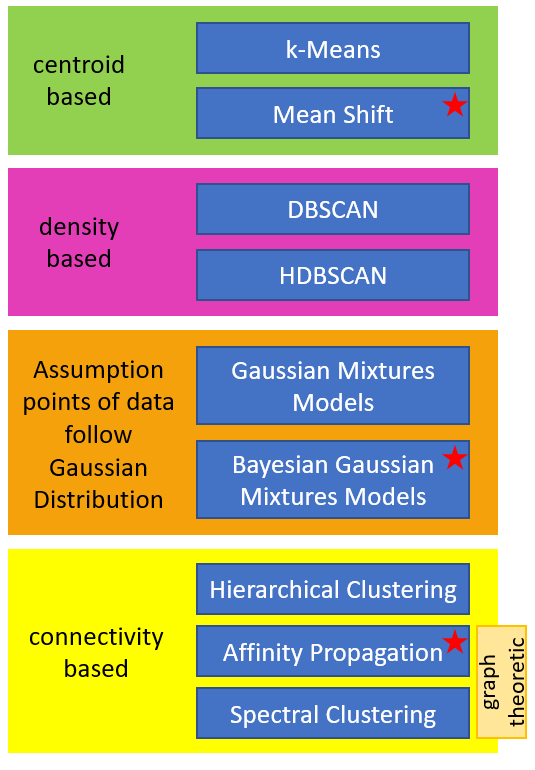 centroid
based
k-Means
Mean Shift
density
based
DBSCAN
HDBSCAN
Assumption
points of data
follow
Gaussian
Distribution
Gaussian Mixtures
Models
Bayesian Gaussian
Mixtures Models
connectivity
based
Hierarchical Clustering
Affinity Propagation
Spectral Clustering
graph
theoretic